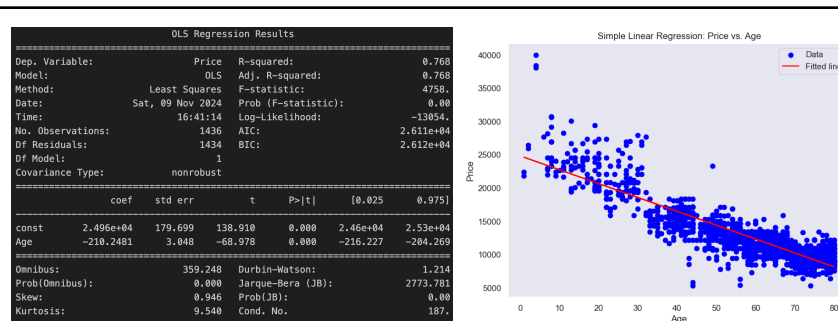 OLS Regression Results
Dep. Variable: Price R-squared: 0.768
Model: OLS Adj. R-squared: 0.768
Method: Least Squares F-statistic: 4758.
Date: Sat, 09 Nov 2024 Prob (F-statistic): 0.00
Time: 16:41:14 Log-Likelihood: -13054.
No. Observations: 1436 AIC: 2.611e+04
Df Residuals: 1434 BIC: 2.612e+04
Df Model: 1
Covariance Type: nonrobust
coef std err t P>|t| [0.025 0.975]
const 2.496e+04 179.699 138.910 0.000 2.46e+04 2.53e+04
Age -210.2481 3.048 -68.978 0.000 -216.227 -204.269
Omnibus: 359.248 Durbin-Watson: 1.214
Prob(Omnibus): 0.000 Jarque-Bera (JB): 2773.781
Skew: 0.946 Prob(JB): 0.00
Kurtosis: 9.540 Cond. No. 187.
Simple Linear Regression: Price vs. Age
Data
Fitted line
40000
35000
30000
25000
20000
15000
10000
5000
Price
0 10 20 30 40 50 60 70 80
Age